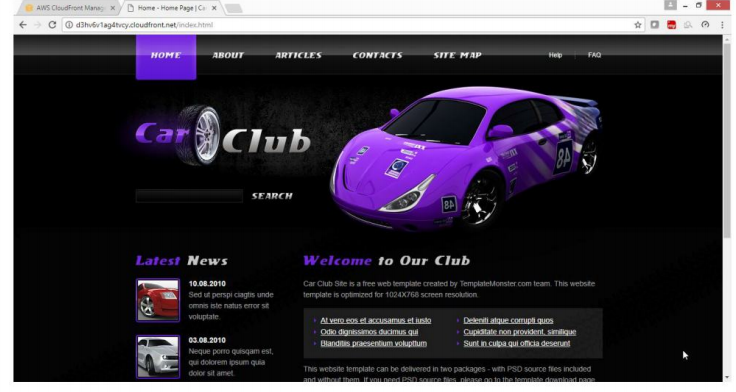 AWS CloudFront Manag
Home - Home Page | Ca
d3hv6v1ag4tvcy.cloudfront.net/index.html
HOME
ABOUT
ARTICLES
CONTACTS
SITE MAP
Help
FAQ
Car Club
84
84
SEARCH
Latest News
10.08.2010
Sed ut perspi ciagtis unde
omnis iste natus error sit
voluptate.
03.08.2010
Neque porro quisqam est,
qui dolorem ipsum quia
dolor sit amet.
Welcome to Our Club
Car Club Site is a free web template created by TemplateMonster.com team. This website
template is optimized for 1024X768 screen resolution.
At vero eos et accusamus et iusto
Odio dignissimos ducimus qui
Blanditiis praesentium voluptium
Deleniti atque corrupti quos
Cupiditate non provident, similique
Sunt in culpa qui officia deserunt
This website template can be delivered in two packages - with PSD source files included
and without them. If you need PSD source files, please go to the template download page